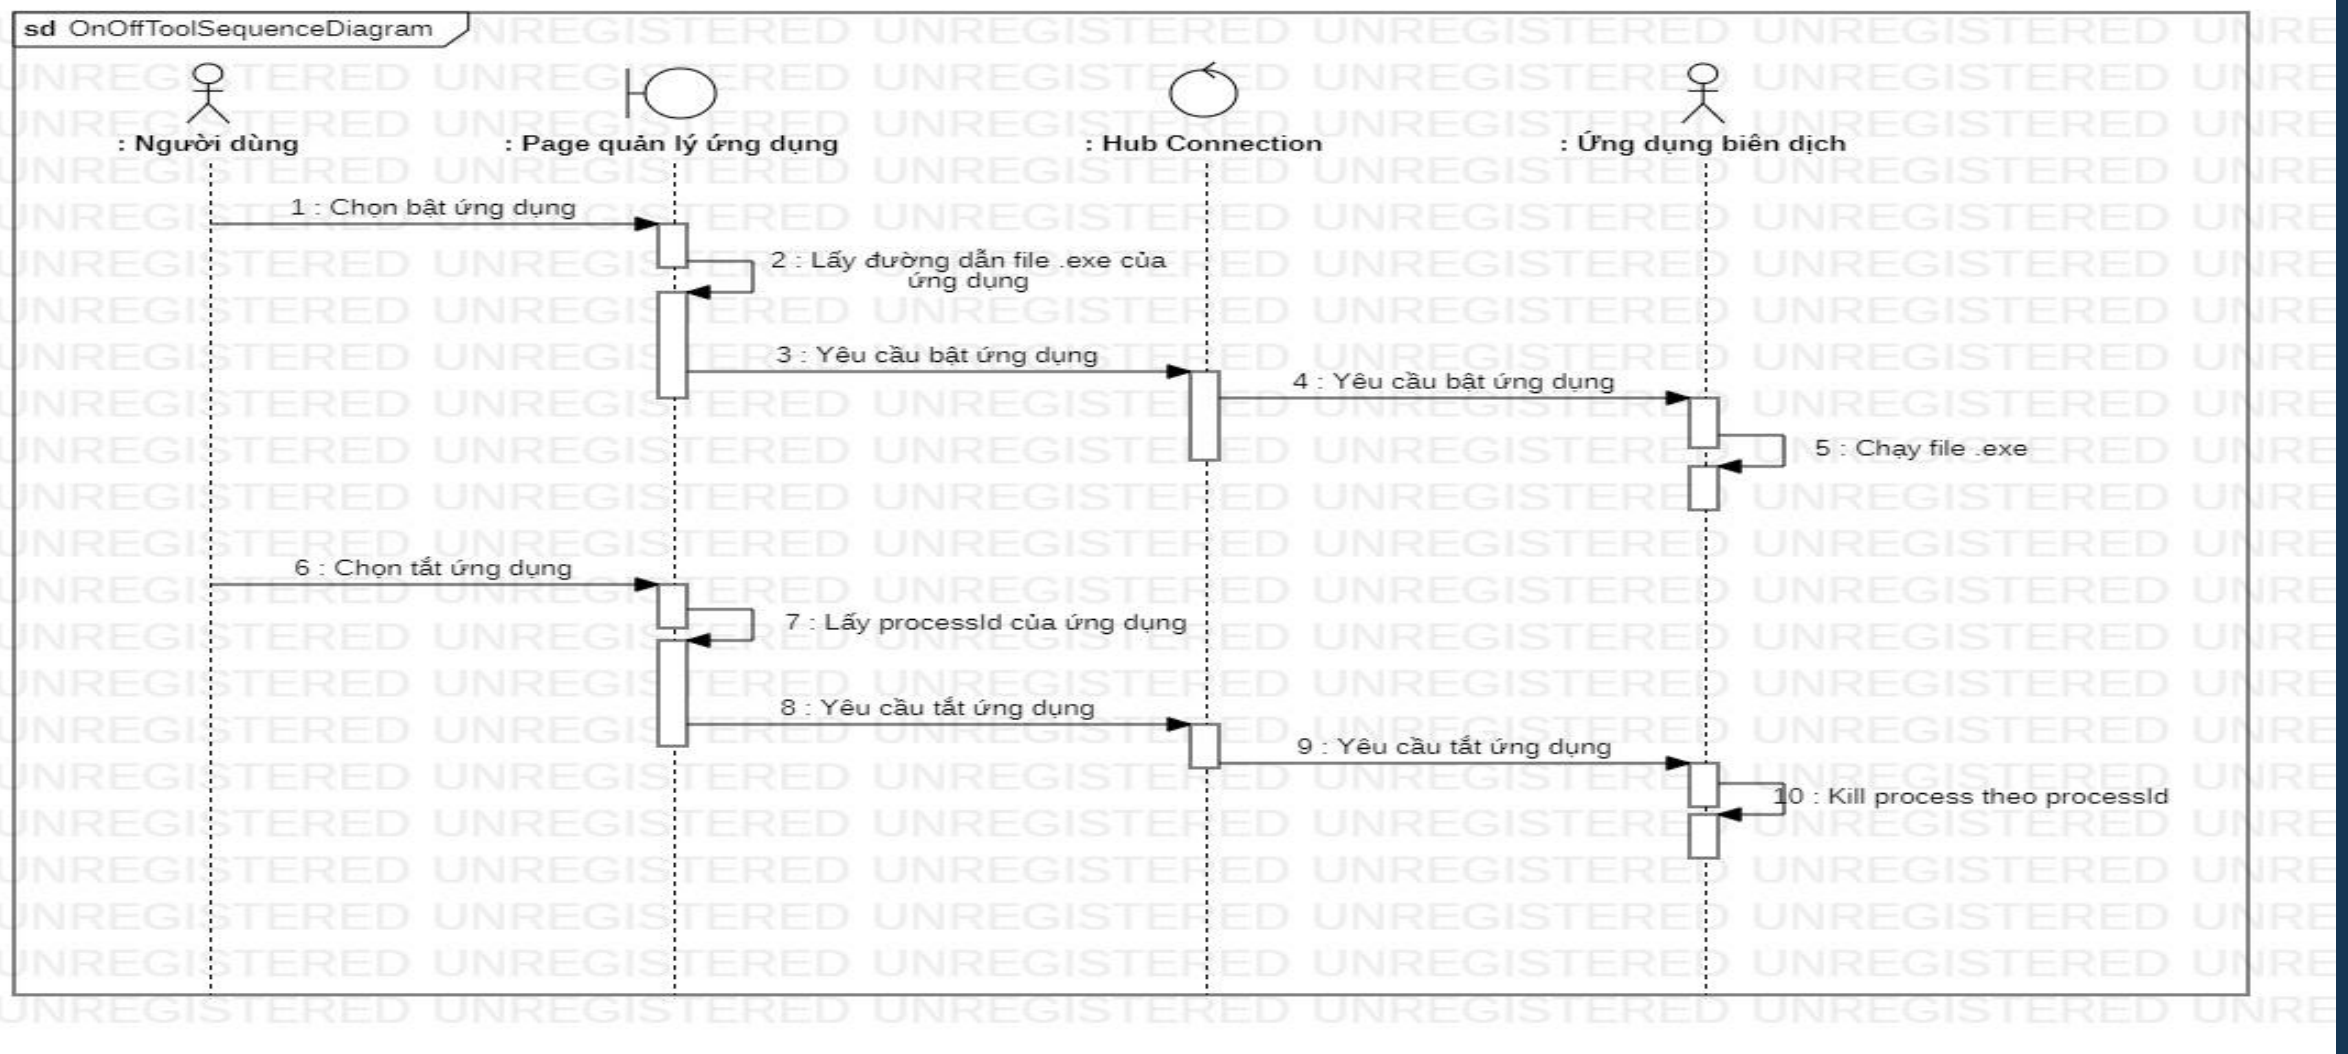 sd OnOffToolSequenceDiagram
: Người dùng
: Page quản lý ứng dụng
: Hub Connection
: Ứng dụng biên dịch
1 : Chọn bật ứng dụng
2 : Lấy đường dẫn file .exe của
ứng dụng
3 : Yêu cầu bật ứng dụng
4 : Yêu cầu bật ứng dụng
5 : Chạy file .exe
6 : Chọn tắt ứng dụng
7 : Lấy processId của ứng dụng
8 : Yêu cầu tắt ứng dụng
9 : Yêu cầu tắt ứng dụng
10 : Kill process theo processId
UNREGISTERED